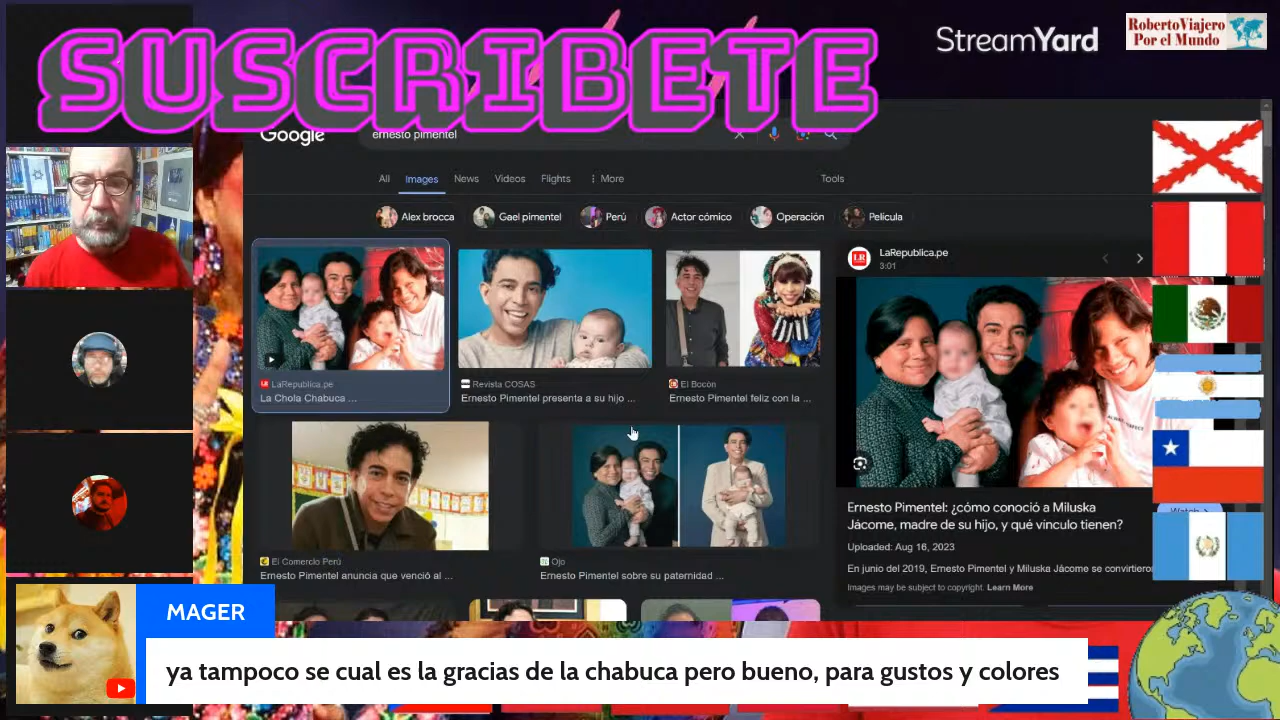 SUSCRIBETE
StreamYard
RobertoViajero
Por el Mundo
Google
ernesto pimentel
All
Images
News
Videos
Flights
More
Tools
Alex brocca
Gael pimentel
Perú
Actor cómico
Operación
Película
LaRepublica.pe
La Chola Chabuca ...
Revista COSAS
Ernesto Pimentel presenta a su hijo ...
El Bocón
Ernesto Pimentel feliz con la ...
El Comercio Perú
Ernesto Pimentel anuncia que venció al ...
Ojo
Ernesto Pimentel sobre su paternidad ...
LR
LaRepublica.pe
3:01
Ernesto Pimentel: ¿cómo conoció a Miluska
Jácome, madre de su hijo, y qué vínculo tienen?
Uploaded: Aug 16, 2023
En junio del 2019, Ernesto Pimentel y Miluska Jácome se convirtieron
Images may be subject to copyright. Learn More
MAGER
ya tampoco se cual es la gracias de la chabuca pero bueno, para gustos y colores